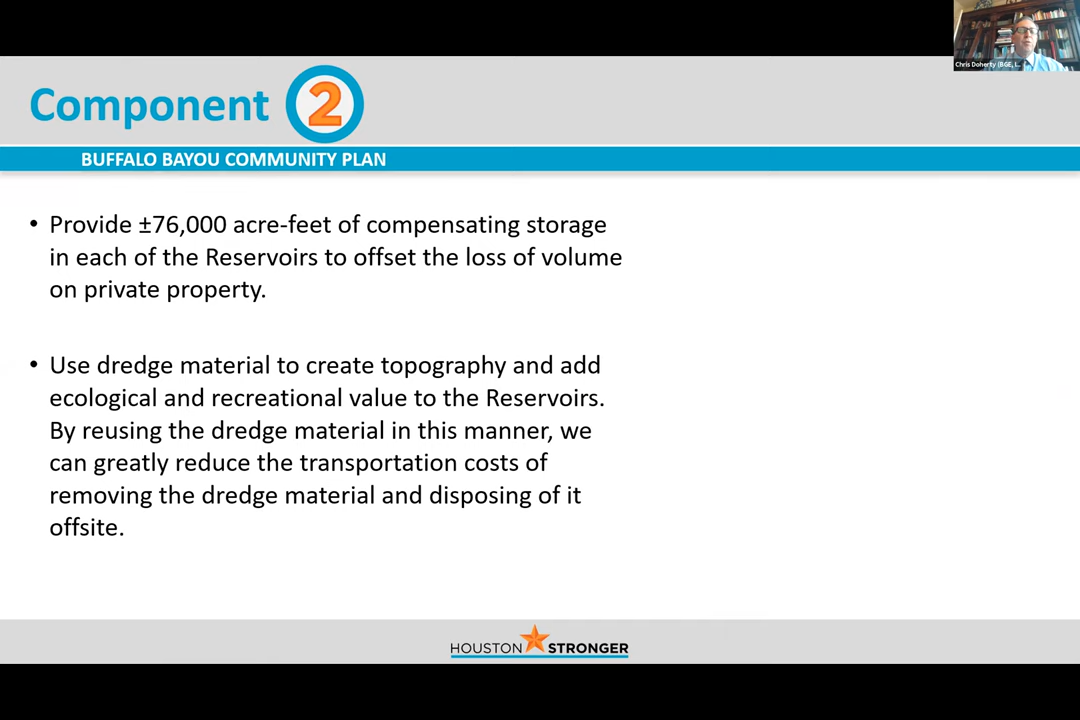 Chris Doherty (BGE, I...
Component 2
BUFFALO BAYOU COMMUNITY PLAN
• Provide ±76,000 acre-feet of compensating storage
in each of the Reservoirs to offset the loss of volume
on private property.
• Use dredge material to create topography and add
ecological and recreational value to the Reservoirs.
By reusing the dredge material in this manner, we
can greatly reduce the transportation costs of
removing the dredge material and disposing of it
offsite.
HOUSTON STRONGER